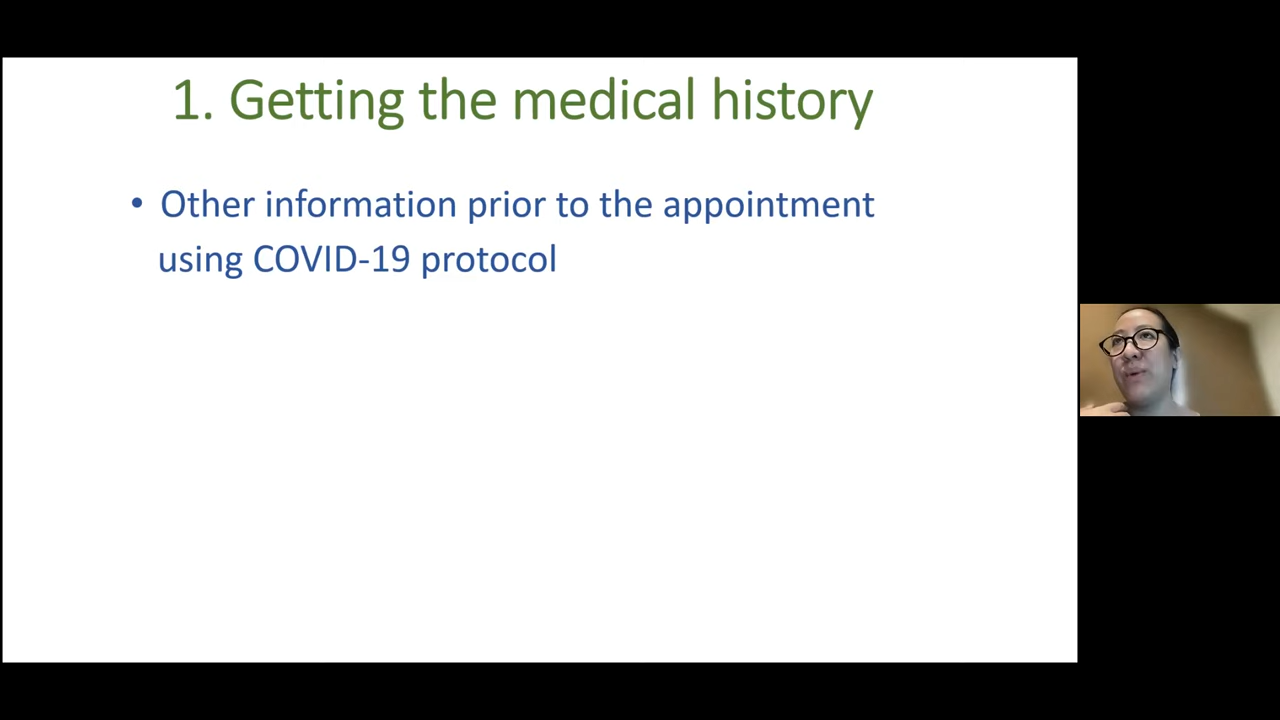 1. Getting the medical history
• Other information prior to the appointment
using COVID-19 protocol